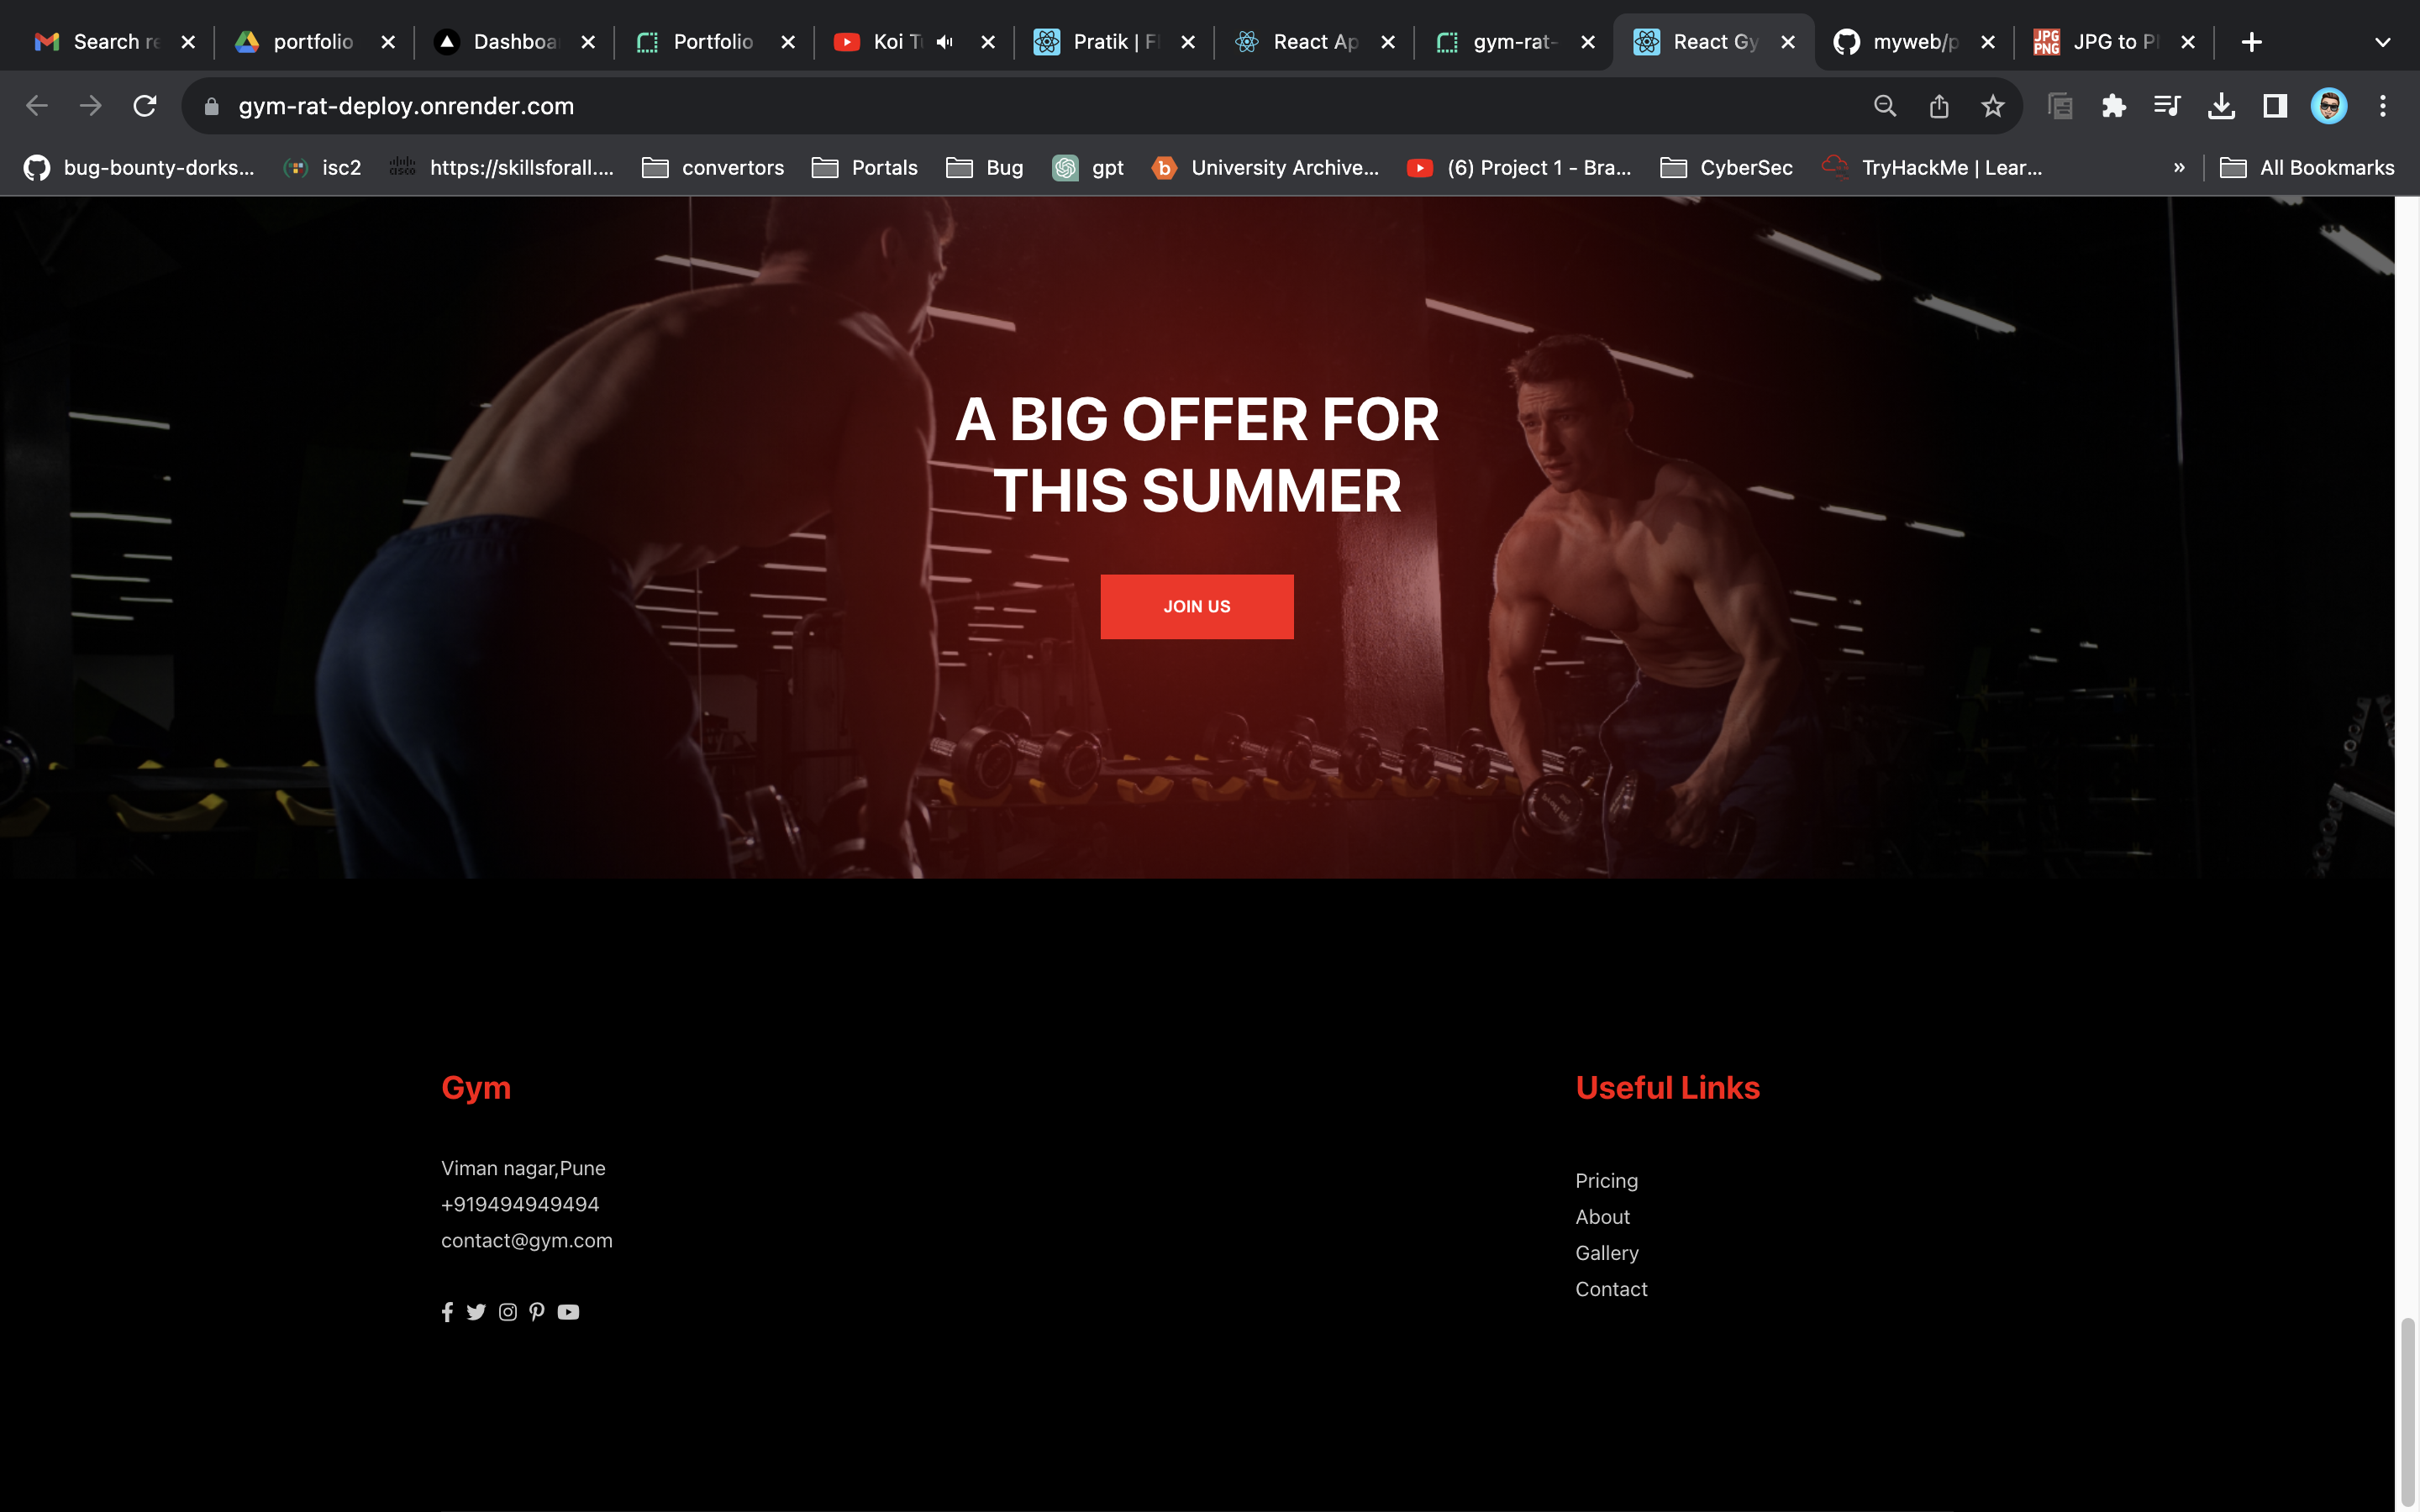 Search re
portfolio
Dashboa
Portfolio
Koi T
Pratik | F
React Ap
gym-rat-
React Gy
myweb/p
JPG to P
gym-rat-deploy.onrender.com
bug-bounty-dorks...
isc2
https://skillsforall....
convertors
Portals
Bug
gpt
University Archive...
(6) Project 1 - Bra...
CyberSec
TryHackMe | Lear...
»
All Bookmarks
A BIG OFFER FOR
THIS SUMMER
JOIN US
Gym
Viman nagar,Pune
+919494949494
contact@gym.com
Useful Links
Pricing
About
Gallery
Contact